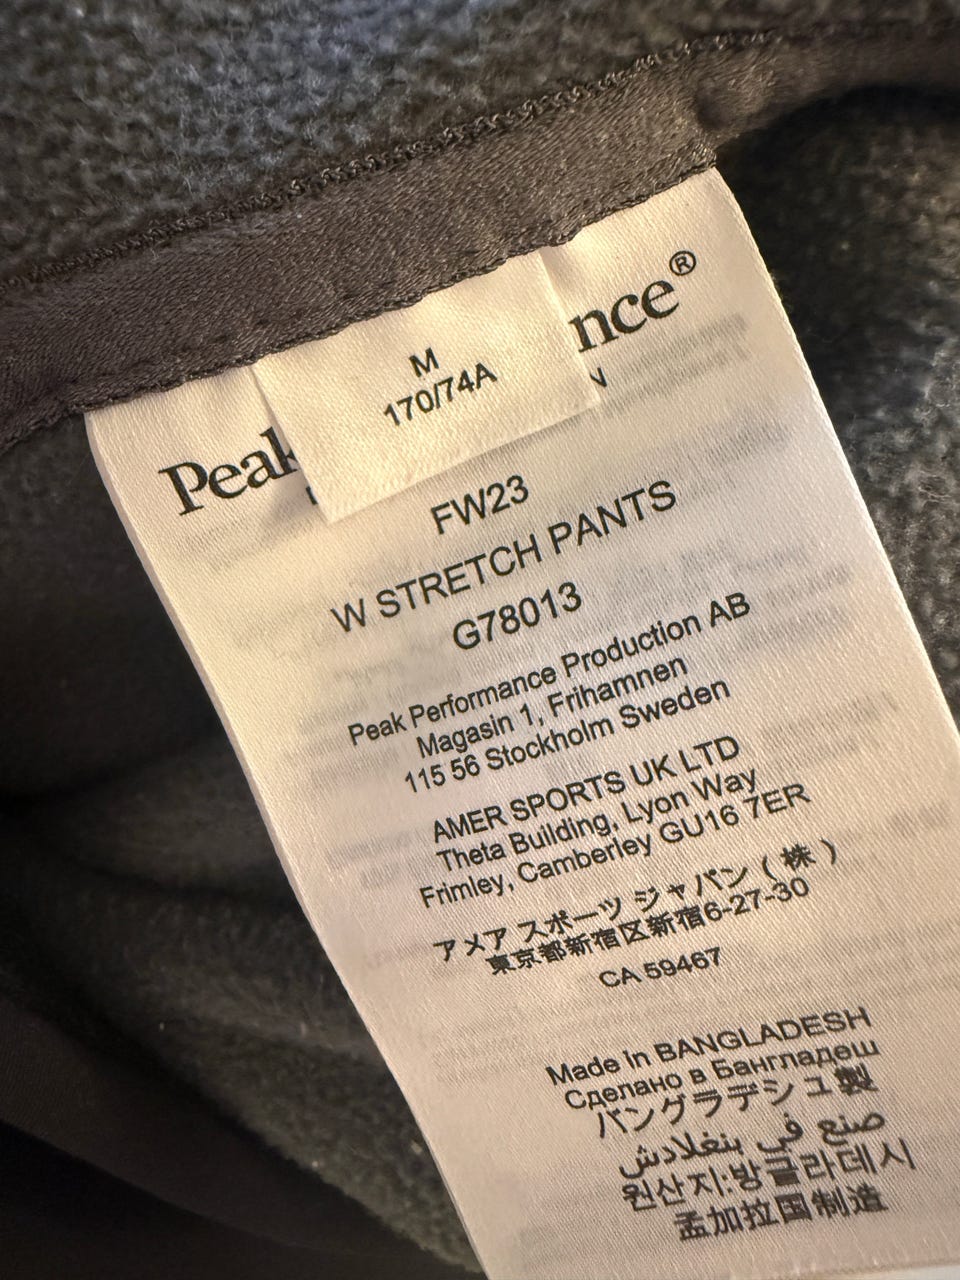 M
170/74A
Peak
nce®
N
FW23
W STRETCH PANTS
G78013
Peak Performance Production AB
Magasin 1, Frihamnen
115 56 Stockholm Sweden
AMER SPORTS UK LTD
Theta Building, Lyon Way
Frimley, Camberley GU16 7ER
アメア スポーツ ジャパン ( 株 )
東京都新宿区新宿6-27-30
CA 59467
Made in BANGLADESH
Сделано в Бангладеш
バングラデシュ製
صنع في بنغلادش
원산지:방글라데시
孟加拉国制造